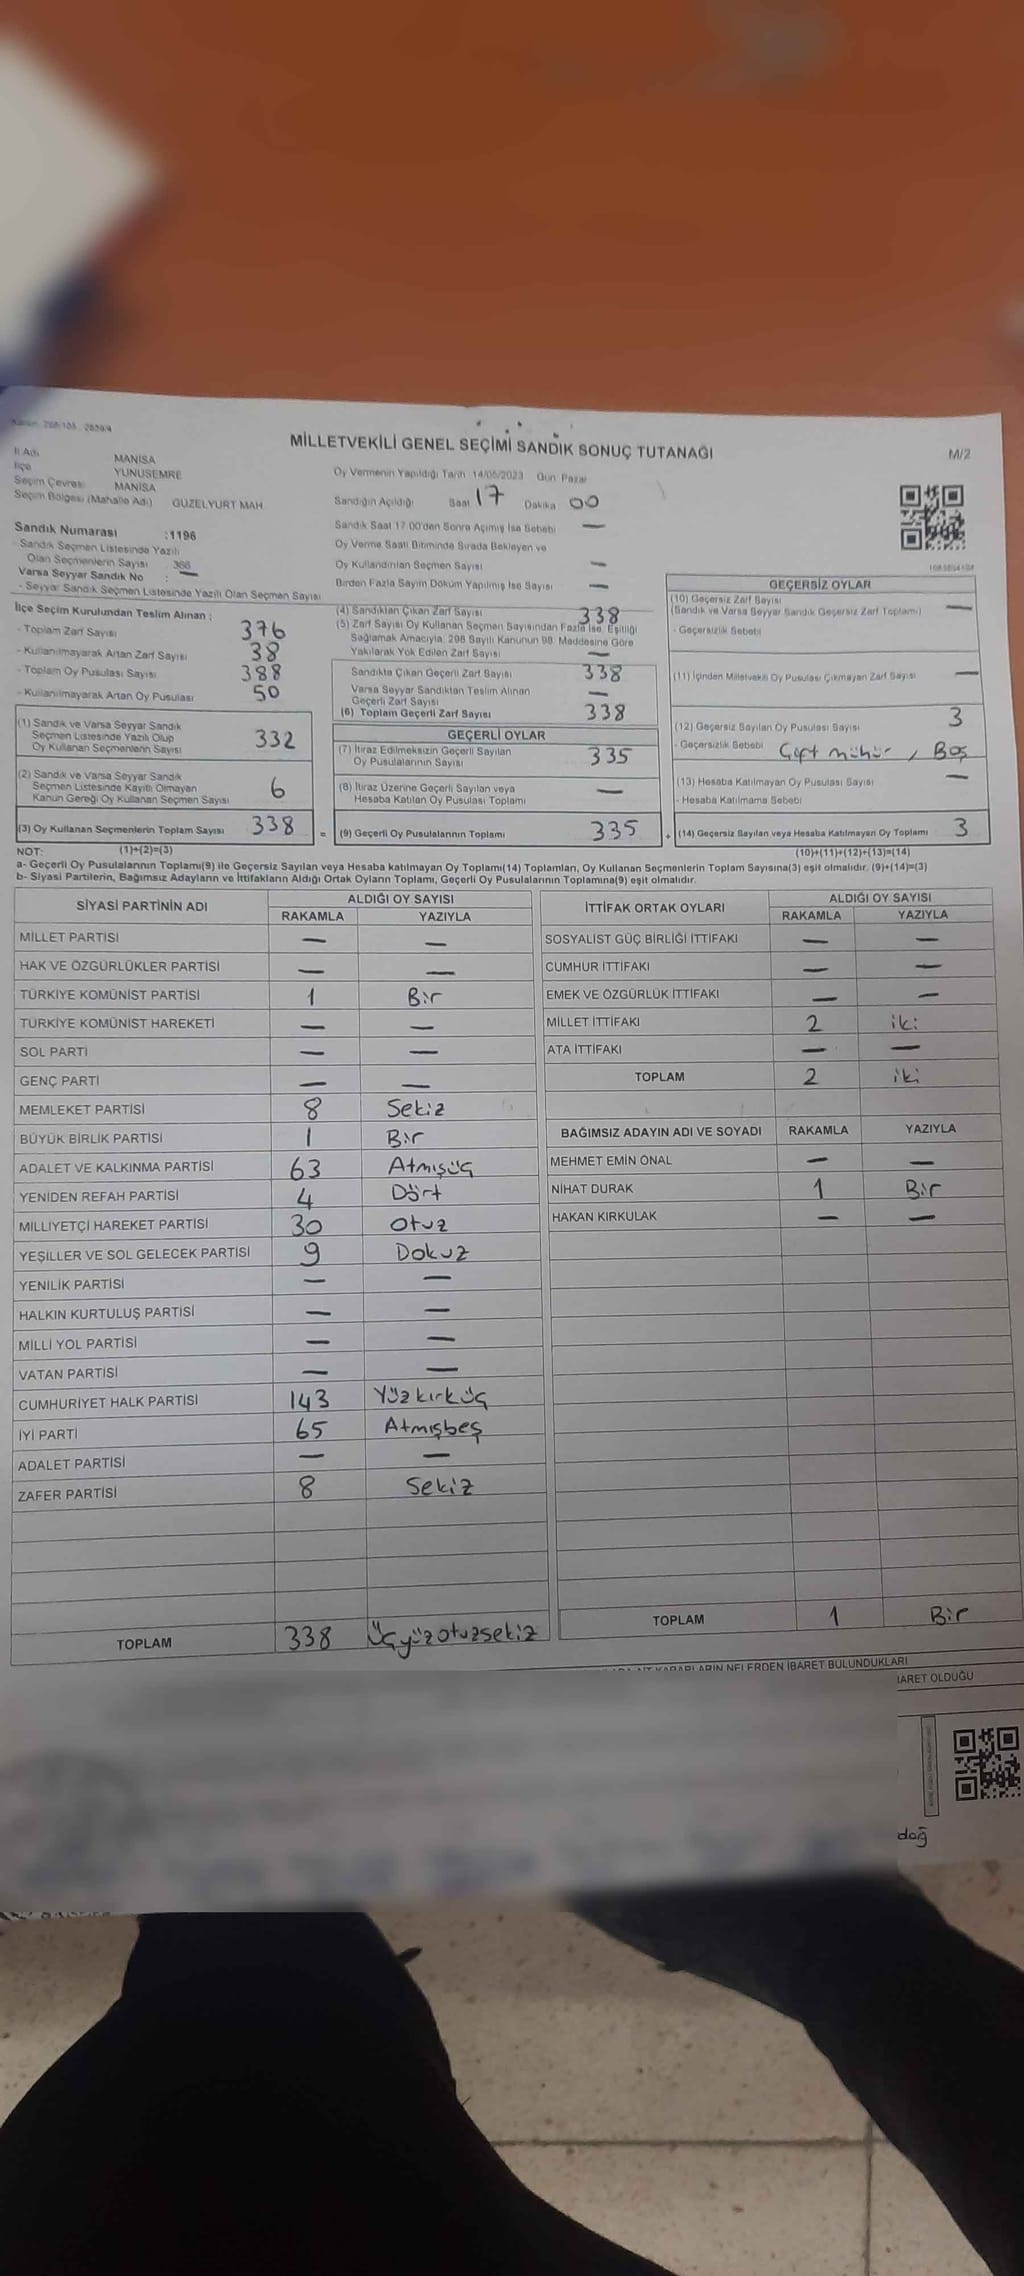 MİLLETVEKİLİ GENEL SEÇİMİ SANDIK SONUÇ TUTANAĞI
M/2
İl Adı MANİSA
İlçe YUNUSEMRE
Seçim Çevresi MANİSA
Seçim Bölgesi (Mahalle Adı) GÜZELYURT MAH.
Sandık Numarası :1196
- Sandık Seçmen Listesinde Yazılı
Olan Seçmenlerin Sayısı : 366
Varsa Seyyar Sandık No : —
- Seyyar Sandık Seçmen Listesinde Yazılı Olan Seçmen Sayısı
Oy Vermenin Yapıldığı Tarih 14/05/2023 Gün Pazar
Sandığın Açıldığı Saat 17 Dakika 00
Sandık Saat 17.00'den Sonra Açılmış İse Sebebi —
Oy Verme Saati Bitiminde Sırada Bekleyen ve
Oy Kullandırılan Seçmen Sayısı —
Birden Fazla Sayım Döküm Yapılmış İse Sayısı —
İlçe Seçim Kurulundan Teslim Alınan ;
- Toplam Zarf Sayısı 376
- Kullanılmayarak Artan Zarf Sayısı 38
- Toplam Oy Pusulası Sayısı 388
- Kullanılmayarak Artan Oy Pusulası 50
(1) Sandık ve Varsa Seyyar Sandık
Seçmen Listesinde Yazılı Olup
Oy Kullanan Seçmenlerin Sayısı 332
(2) Sandık ve Varsa Seyyar Sandık
Seçmen Listesinde Kayıtlı Olmayan
Kanun Gereği Oy Kullanan Seçmen Sayısı 6
(3) Oy Kullanan Seçmenlerin Toplam Sayısı 338 =
(4) Sandıktan Çıkan Zarf Sayısı 338
(5) Zarf Sayısı Oy Kullanan Seçmen Sayısından Fazla İse, Eşitliği
Sağlamak Amacıyla, 298 Sayılı Kanunun 98. Maddesine Göre
Yakılarak Yok Edilen Zarf Sayısı —
Sandıkta Çıkan Geçerli Zarf Sayısı 338
Varsa Seyyar Sandıktan Teslim Alınan
Geçerli Zarf Sayısı —
(6) Toplam Geçerli Zarf Sayısı 338
GEÇERLİ OYLAR
(7) İtiraz Edilmeksizin Geçerli Sayılan
Oy Pusulalarının Sayısı 335
(8) İtiraz Üzerine Geçerli Sayılan veya
Hesaba Katılan Oy Pusulası Toplamı —
(9) Geçerli Oy Pusulalarının Toplamı 335 +
GEÇERSİZ OYLAR
(10) Geçersiz Zarf Sayısı
(Sandık ve Varsa Seyyar Sandık Geçersiz Zarf Toplamı) —
- Geçersizlik Sebebi
(11) İçinden Milletvekili Oy Pusulası Çıkmayan Zarf Sayısı —
(12) Geçersiz Sayılan Oy Pusulası Sayısı 3
- Geçersizlik Sebebi Çift mühür, Boş
(13) Hesaba Katılmayan Oy Pusulası Sayısı —
- Hesaba Katılmama Sebebi
(14) Geçersiz Sayılan veya Hesaba Katılmayan Oy Toplamı 3
NOT: (1)+(2)=(3)
(10)+(11)+(12)+(13)=(14)
a- Geçerli Oy Pusulalarının Toplamı(9) ile Geçersiz Sayılan veya Hesaba katılmayan Oy Toplamı(14) Toplamları, Oy Kullanan Seçmenlerin Toplam Sayısına(3) eşit olmalıdır. (9)+(14)=(3)
b- Siyasi Partilerin, Bağımsız Adayların ve İttifakların Aldığı Ortak Oyların Toplamı, Geçerli Oy Pusulalarının Toplamına(9) eşit olmalıdır.
SİYASİ PARTİNİN ADI ALDIĞI OY SAYISI
RAKAMLA YAZIYLA
MİLLET PARTİSİ — —
HAK VE ÖZGÜRLÜKLER PARTİSİ — —
TÜRKİYE KOMÜNİST PARTİSİ 1 Bir
TÜRKİYE KOMÜNİST HAREKETİ — —
SOL PARTİ — —
GENÇ PARTİ — —
MEMLEKET PARTİSİ 8 Sekiz
BÜYÜK BİRLİK PARTİSİ 1 Bir
ADALET VE KALKINMA PARTİSİ 63 Atmışüç
YENİDEN REFAH PARTİSİ 4 Dört
MİLLİYETÇİ HAREKET PARTİSİ 30 Otuz
YEŞİLLER VE SOL GELECEK PARTİSİ 9 Dokuz
YENİLİK PARTİSİ — —
HALKIN KURTULUŞ PARTİSİ — —
MİLLİ YOL PARTİSİ — —
VATAN PARTİSİ — —
CUMHURİYET HALK PARTİSİ 143 Yüzkırküç
İYİ PARTİ 65 Atmışbeş
ADALET PARTİSİ — —
ZAFER PARTİSİ 8 Sekiz
TOPLAM 338 Üçyüzotuzsekiz
İTTİFAK ORTAK OYLARI ALDIĞI OY SAYISI
RAKAMLA YAZIYLA
SOSYALİST GÜÇ BİRLİĞİ İTTİFAKI — —
CUMHUR İTTİFAKI — —
EMEK VE ÖZGÜRLÜK İTTİFAKI — —
MİLLET İTTİFAKI 2 iki
ATA İTTİFAKI — —
TOPLAM 2 iki
BAĞIMSIZ ADAYIN ADI VE SOYADI RAKAMLA YAZIYLA
MEHMET EMİN ÖNAL — —
NİHAT DURAK 1 Bir
HAKAN KIRKULAK — —
TOPLAM 1 Bir
KARARLARIN NELERDEN İBARET BULUNDUKLARI
İBARET OLDUĞU
dağ